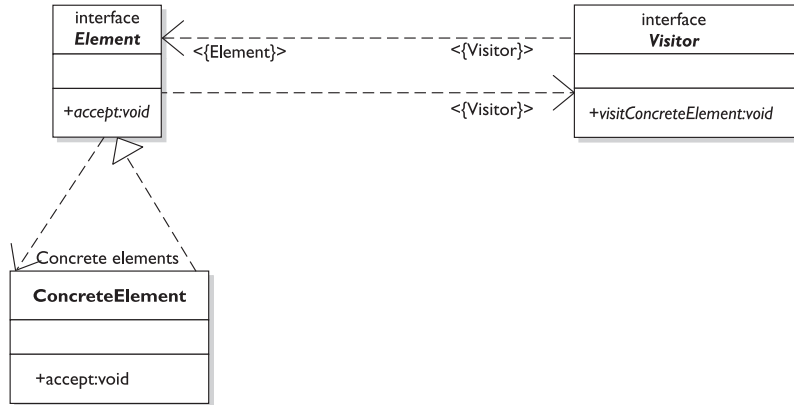 interface
Element
+accept:void
<{Element}>
<{Visitor}>
<{Visitor}>
interface
Visitor
+visitConcreteElement:void
Concrete elements
ConcreteElement
+accept:void